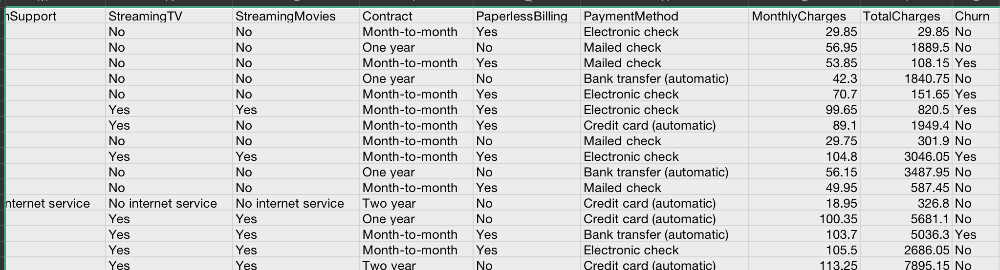 nSupport StreamingTV StreamingMovies Contract PaperlessBilling PaymentMethod MonthlyCharges TotalCharges Churn
No No Month-to-month Yes Electronic check 29.85 29.85 No
No No One year No Mailed check 56.95 1889.5 No
No No Month-to-month Yes Mailed check 53.85 108.15 Yes
No No One year No Bank transfer (automatic) 42.3 1840.75 No
No No Month-to-month Yes Electronic check 70.7 151.65 Yes
Yes Yes Month-to-month Yes Electronic check 99.65 820.5 Yes
Yes No Month-to-month Yes Credit card (automatic) 89.1 1949.4 No
No No Month-to-month No Mailed check 29.75 301.9 No
Yes Yes Month-to-month Yes Electronic check 104.8 3046.05 Yes
No No One year No Bank transfer (automatic) 56.15 3487.95 No
No No Month-to-month Yes Mailed check 49.95 587.45 No
nternet service No internet service No internet service Two year No Credit card (automatic) 18.95 326.8 No
Yes Yes One year No Credit card (automatic) 100.35 5681.1 No
Yes Yes Month-to-month Yes Bank transfer (automatic) 103.7 5036.3 Yes
Yes Yes Month-to-month Yes Electronic check 105.5 2686.05 No
Yes Yes Two year No Credit card (automatic) 113.25 7895.15 No